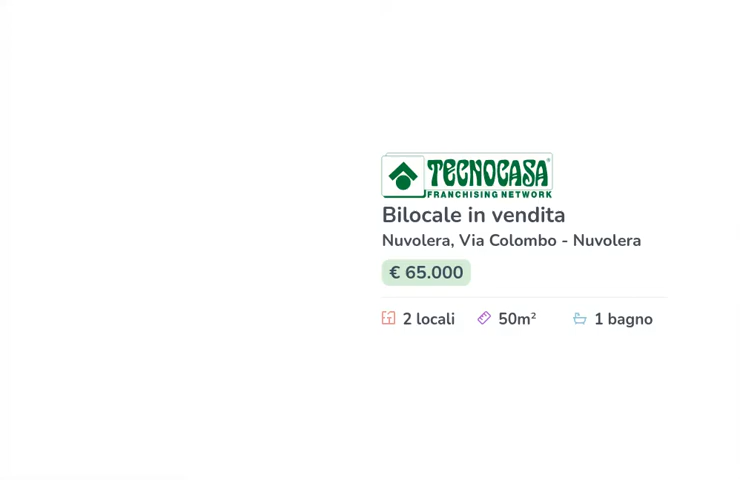 TECNOCASA®
FRANCHISING NETWORK
Bilocale in vendita
Nuvolera, Via Colombo - Nuvolera
€ 65.000
2 locali 50m² 1 bagno